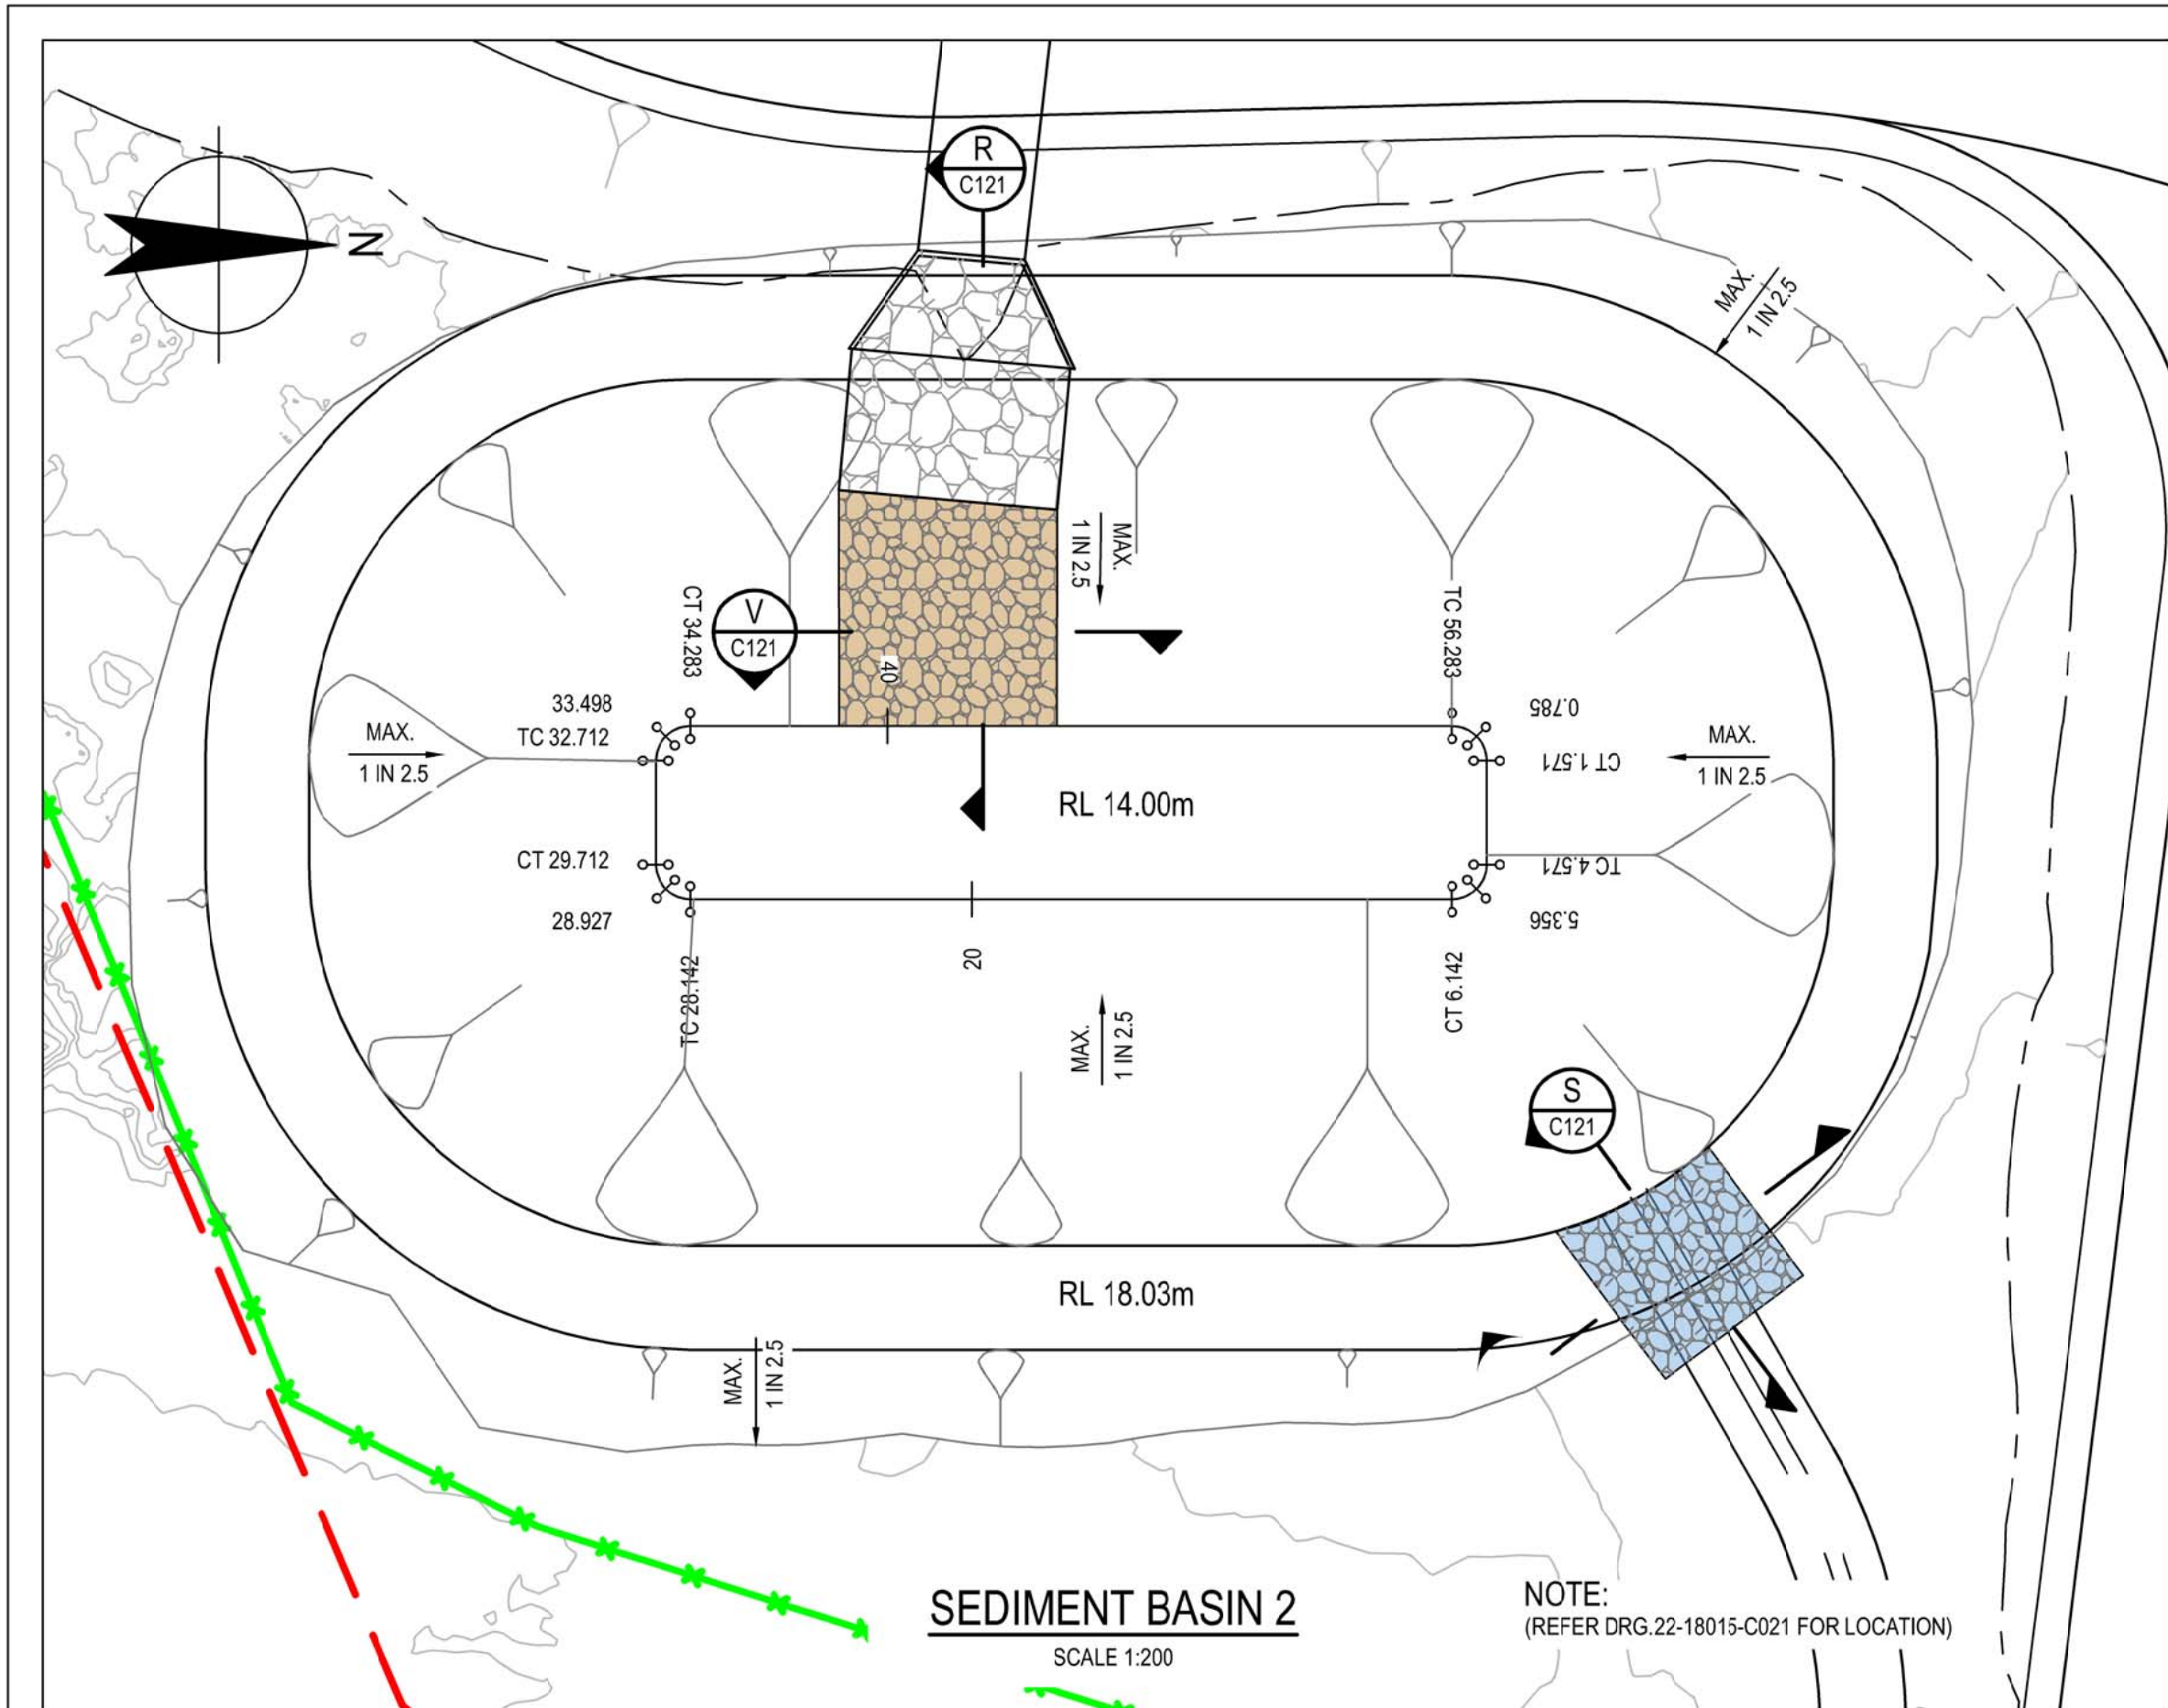 R
C121
N
MAX.
1 IN 2.5
MAX.
1 IN 2.5
CT 34.283
V
C121
40
TC 56.283
33.498
TC 32.712
0.785
CT 1.571
MAX.
1 IN 2.5
MAX.
1 IN 2.5
RL 14.00m
CT 29.712
28.927
TC 4.571
5.356
TC 28.142
20
CT 6.142
MAX.
1 IN 2.5
S
C121
RL 18.03m
MAX.
1 IN 2.5
SEDIMENT BASIN 2
SCALE 1:200
NOTE:
(REFER DRG.22-18015-C021 FOR LOCATION)